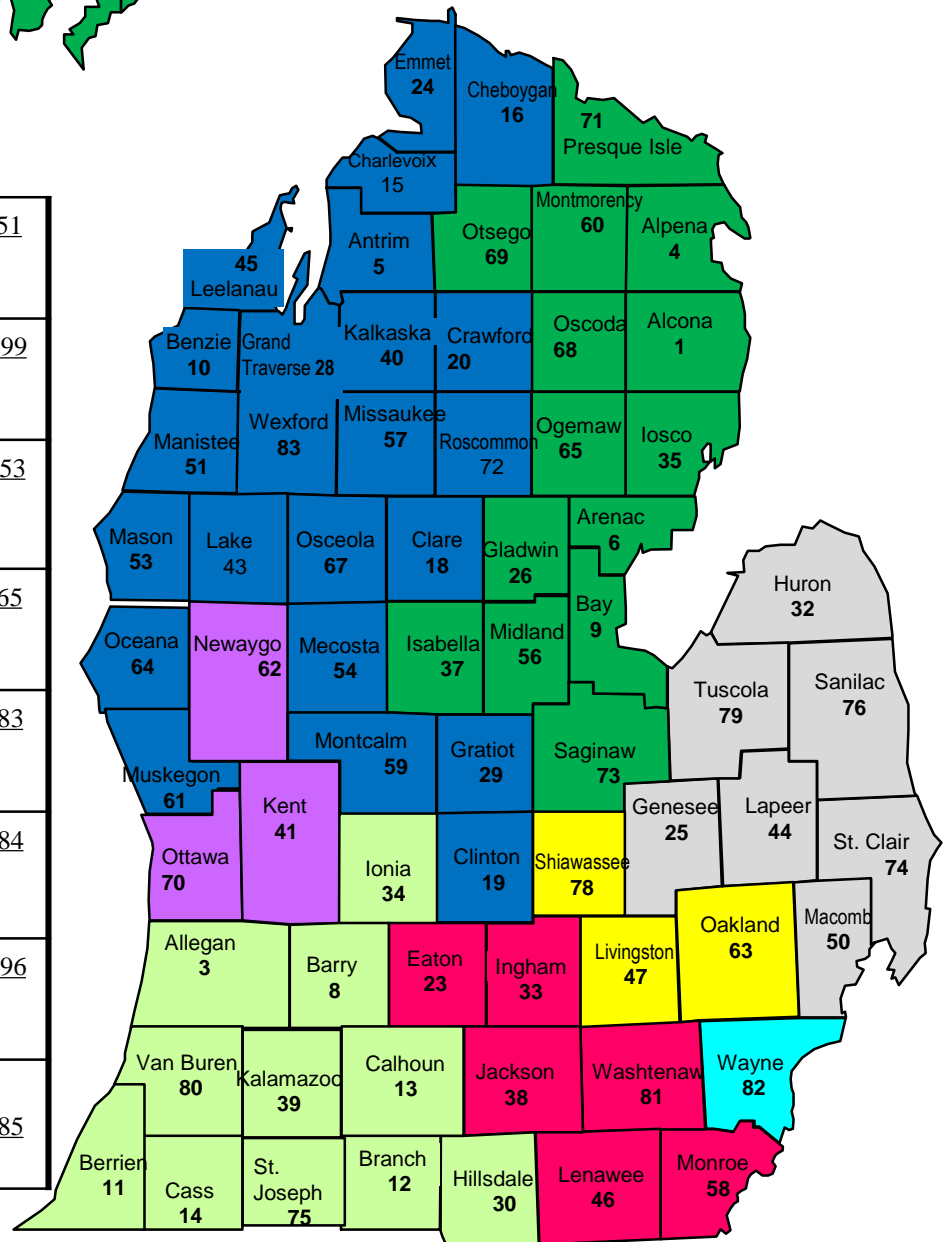 Emmet
24
Cheboygan
16
71
Presque Isle
Charlevoix
15
51
Antrim
5
Otsego
69
Montmorency
60
Alpena
4
45
Leelanau
99
Benzie
10
Grand
Traverse 28
Kalkaska
40
Crawford
20
Oscoda
68
Alcona
1
53
Manistee
51
Wexford
83
Missaukee
57
Roscommon
72
Ogemaw
65
Iosco
35
Mason
53
Lake
43
Osceola
67
Clare
18
Gladwin
26
Arenac
6
Huron
32
65
Oceana
64
Newaygo
62
Mecosta
54
Isabella
37
Midland
56
Bay
9
Tuscola
79
Sanilac
76
83
Muskegon
61
Montcalm
59
Gratiot
29
Saginaw
73
Genesee
25
Lapeer
44
St. Clair
74
84
Ottawa
70
Kent
41
Ionia
34
Clinton
19
Shiawassee
78
Livingston
47
Oakland
63
Macomb
50
96
Allegan
3
Barry
8
Eaton
23
Ingham
33
85
Van Buren
80
Kalamazoo
39
Calhoun
13
Jackson
38
Washtenaw
81
Wayne
82
Berrien
11
Cass
14
St.
Joseph
75
Branch
12
Hillsdale
30
Lenawee
46
Monroe
58